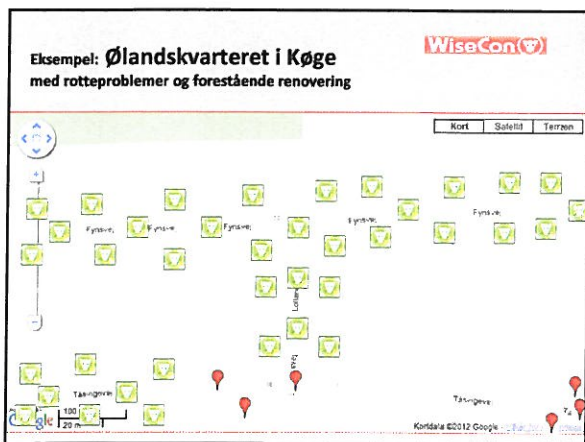 Eksempel: Ølandskvarteret i Køge
med rotteproblemer og forestående renovering
WiseCon
Kort
Satellit
Terræn
Fynsvej
Fynsvej
Fynsvej
Fynsvej
Fynsvej
Tåsingevej
Tåsingevej
Google
100
20 m
Kortdata ©2012 Google -